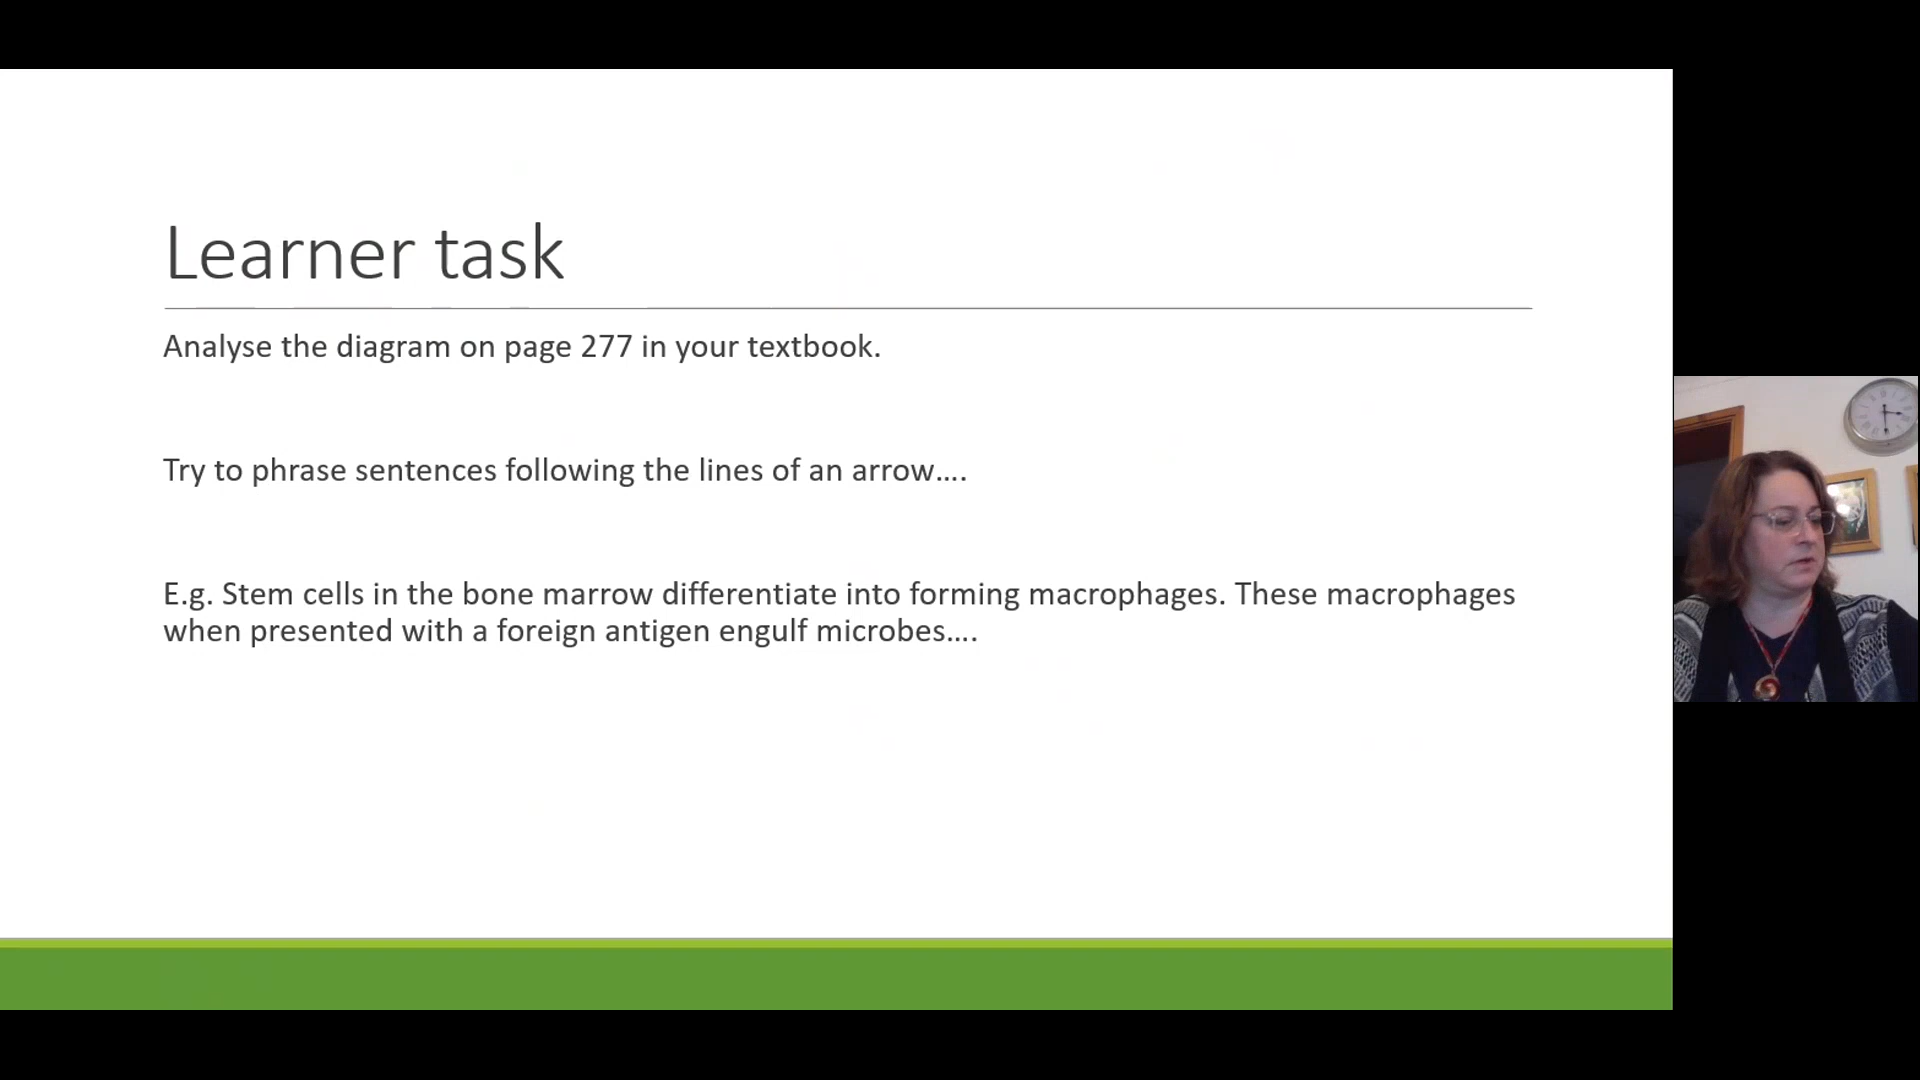 Learner task
Analyse the diagram on page 277 in your textbook.
Try to phrase sentences following the lines of an arrow….
E.g. Stem cells in the bone marrow differentiate into forming macrophages. These macrophages
when presented with a foreign antigen engulf microbes….